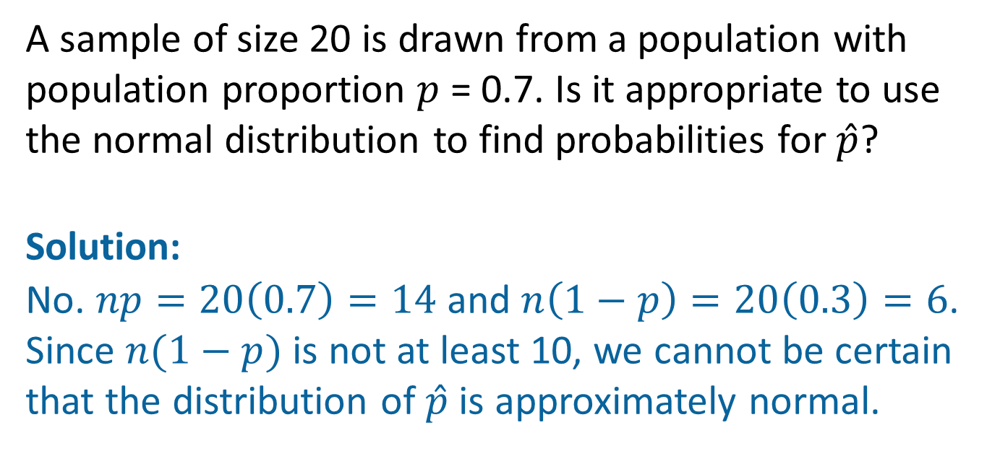 A sample of size 20 is drawn from a population with
population proportion p = 0.7. Is it appropriate to use
the normal distribution to find probabilities for p̂?
Solution:
No. np = 20(0.7) = 14 and n(1 − p) = 20(0.3) = 6.
Since n(1 − p) is not at least 10, we cannot be certain
that the distribution of p̂ is approximately normal.